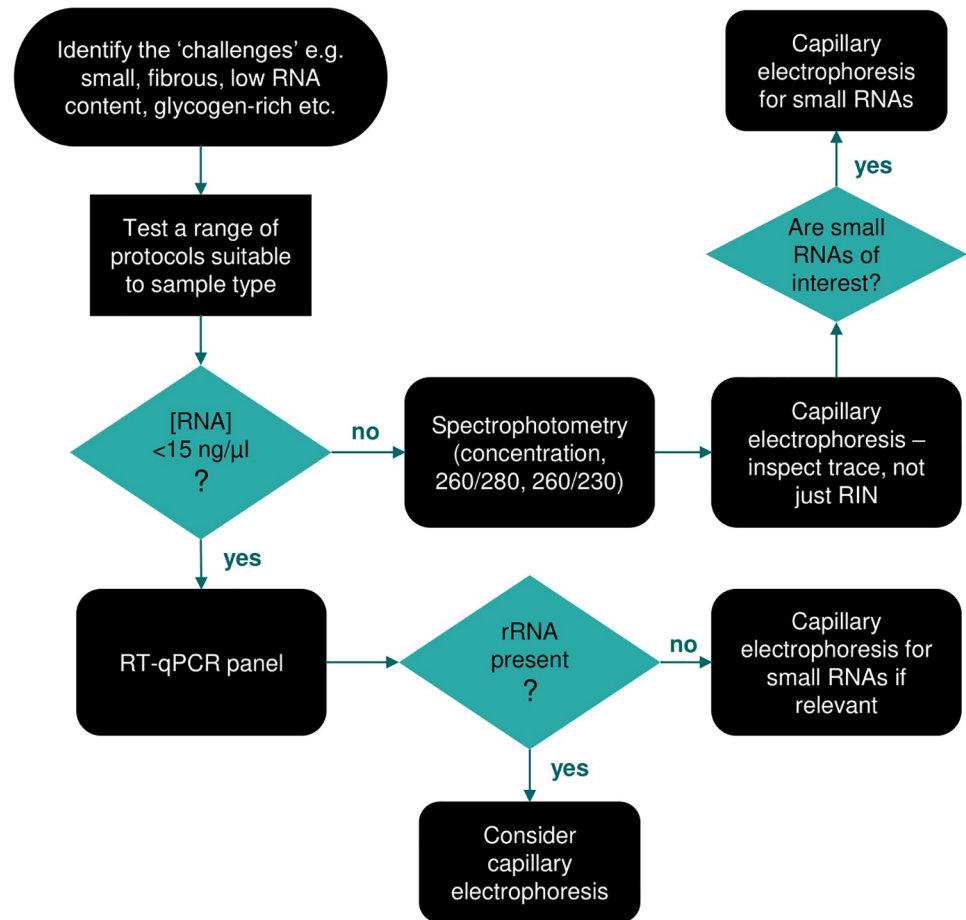 Identify the ‘challenges’ e.g.
small, fibrous, low RNA
content, glycogen-rich etc.
Test a range of
protocols suitable
to sample type
[RNA]
<15 ng/µl
?
no
Spectrophotometry
(concentration,
260/280, 260/230)
Capillary
electrophoresis –
inspect trace, not
just RIN
Are small
RNAs of
interest?
yes
Capillary
electrophoresis
for small RNAs
yes
RT-qPCR panel
rRNA
present
?
no
Capillary
electrophoresis for
small RNAs if
relevant
yes
Consider
capillary
electrophoresis